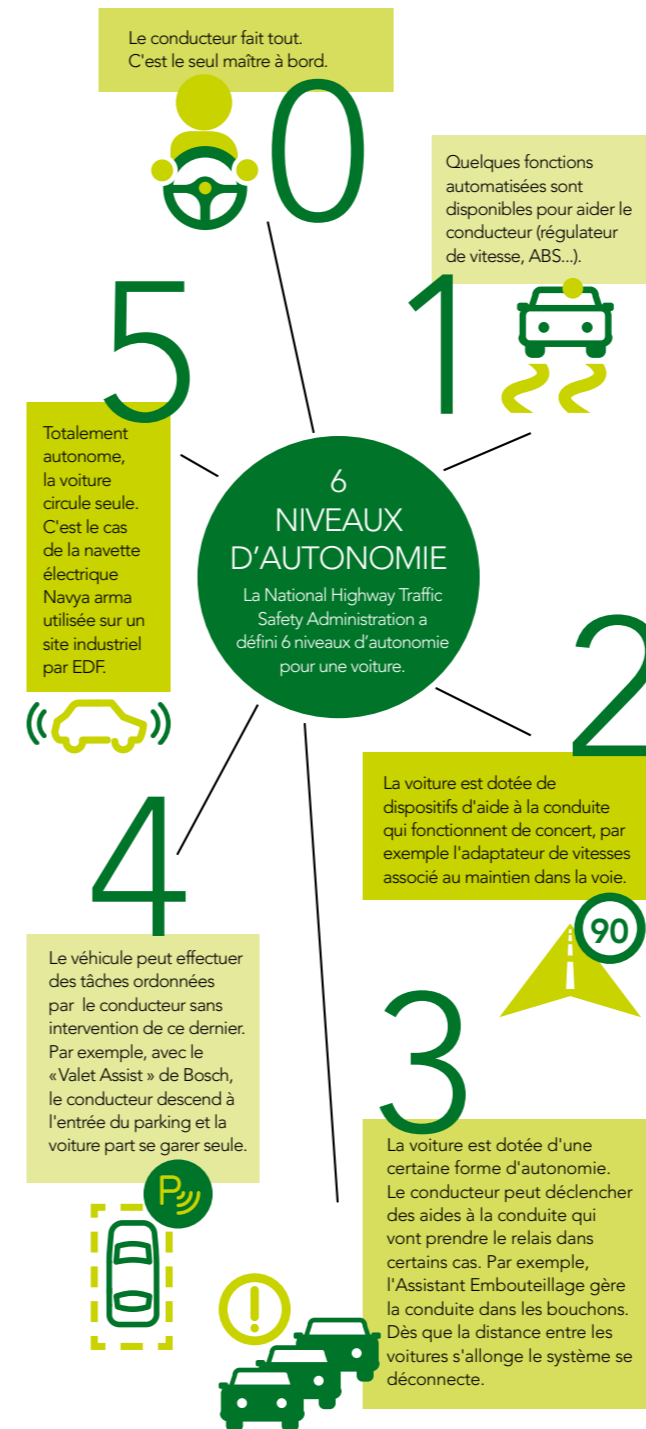 Le conducteur fait tout.
C'est le seul maître à bord.
0
Quelques fonctions
automatisées sont
disponibles pour aider le
conducteur (régulateur
de vitesse, ABS...).
1
5
Totalement
autonome,
la voiture
circule seule.
C'est le cas
de la navette
électrique
Navya arma
utilisée sur un
site industriel
par EDF.
6
NIVEAUX
D'AUTONOMIE
La National Highway Traffic
Safety Administration a
défini 6 niveaux d'autonomie
pour une voiture.
2
La voiture est dotée de
dispositifs d'aide à la conduite
qui fonctionnent de concert, par
exemple l'adaptateur de vitesses
associé au maintien dans la voie.
90
4
Le véhicule peut effectuer
des tâches ordonnées
par le conducteur sans
intervention de ce dernier.
Par exemple, avec le
«Valet Assist » de Bosch,
le conducteur descend à
l'entrée du parking et la
voiture part se garer seule.
P
3
La voiture est dotée d'une
certaine forme d'autonomie.
Le conducteur peut déclencher
des aides à la conduite qui
vont prendre le relais dans
certains cas. Par exemple,
l'Assistant Embouteillage gère
la conduite dans les bouchons.
Dès que la distance entre les
voitures s'allonge le système se
déconnecte.
!